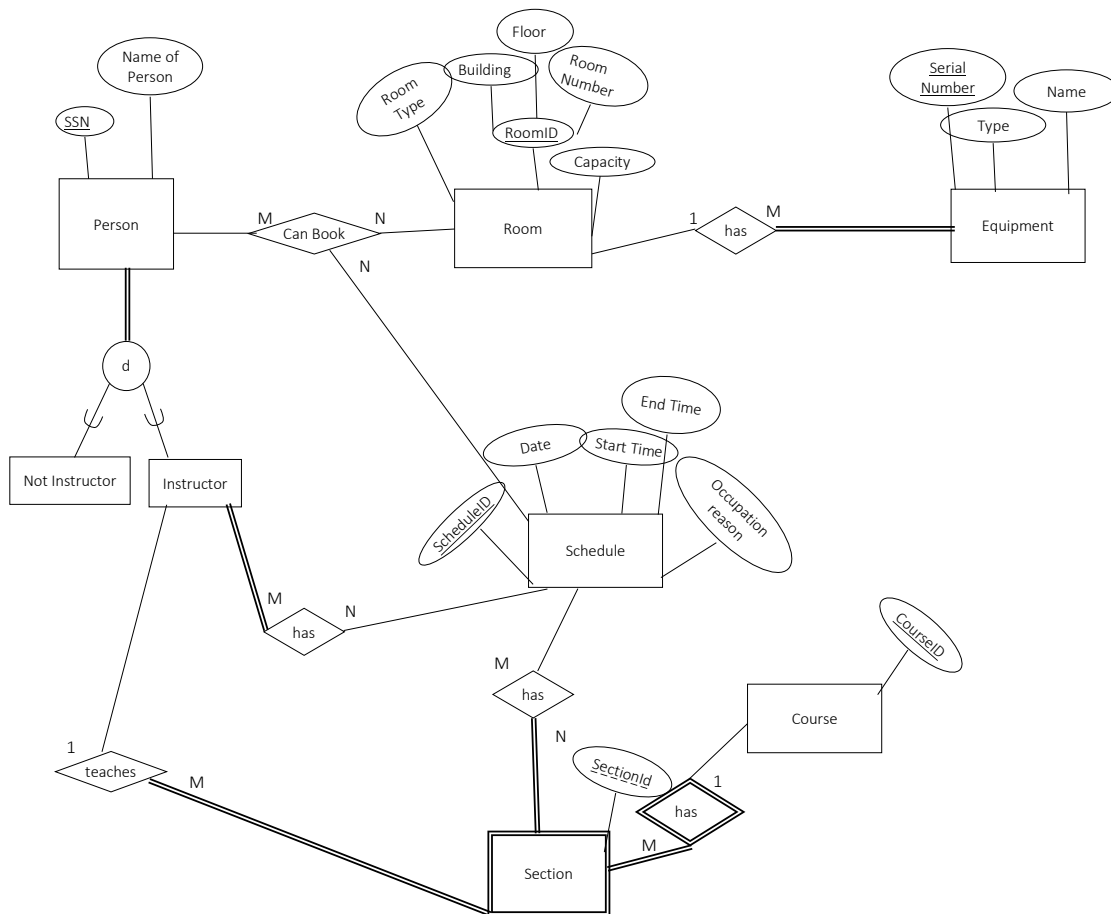 Floor
Name of
Person
Building
Room
Number
Serial
Number
Name
Room
Type
SSN
RoomID
Type
Capacity
M
N
1
M
Person
Can Book
Room
has
Equipment
N
d
End Time
Date
Start Time
Not Instructor
Instructor
ScheduleID
Occupation
reason
Schedule
M
N
has
CourseID
M
has
Course
N
1
teaches
M
SectionId
1
has
M
Section